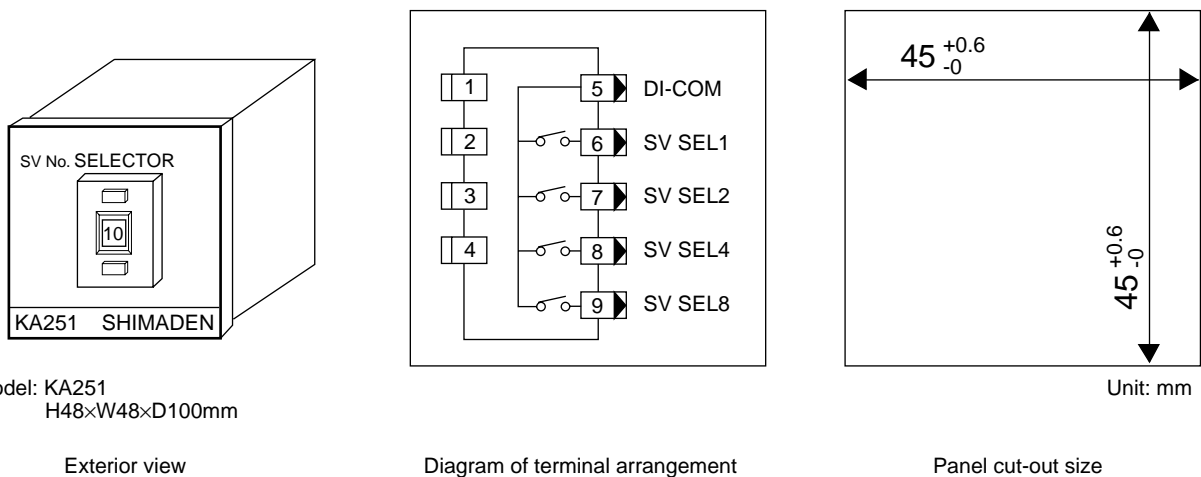 SV No. SELECTOR
10
KA251 SHIMADEN
odel: KA251
H48×W48×D100mm
Exterior view
1
2
3
4
5 DI-COM
6 SV SEL1
7 SV SEL2
8 SV SEL4
9 SV SEL8
Diagram of terminal arrangement
45 +0.6 -0
45 +0.6 -0
Unit: mm
Panel cut-out size